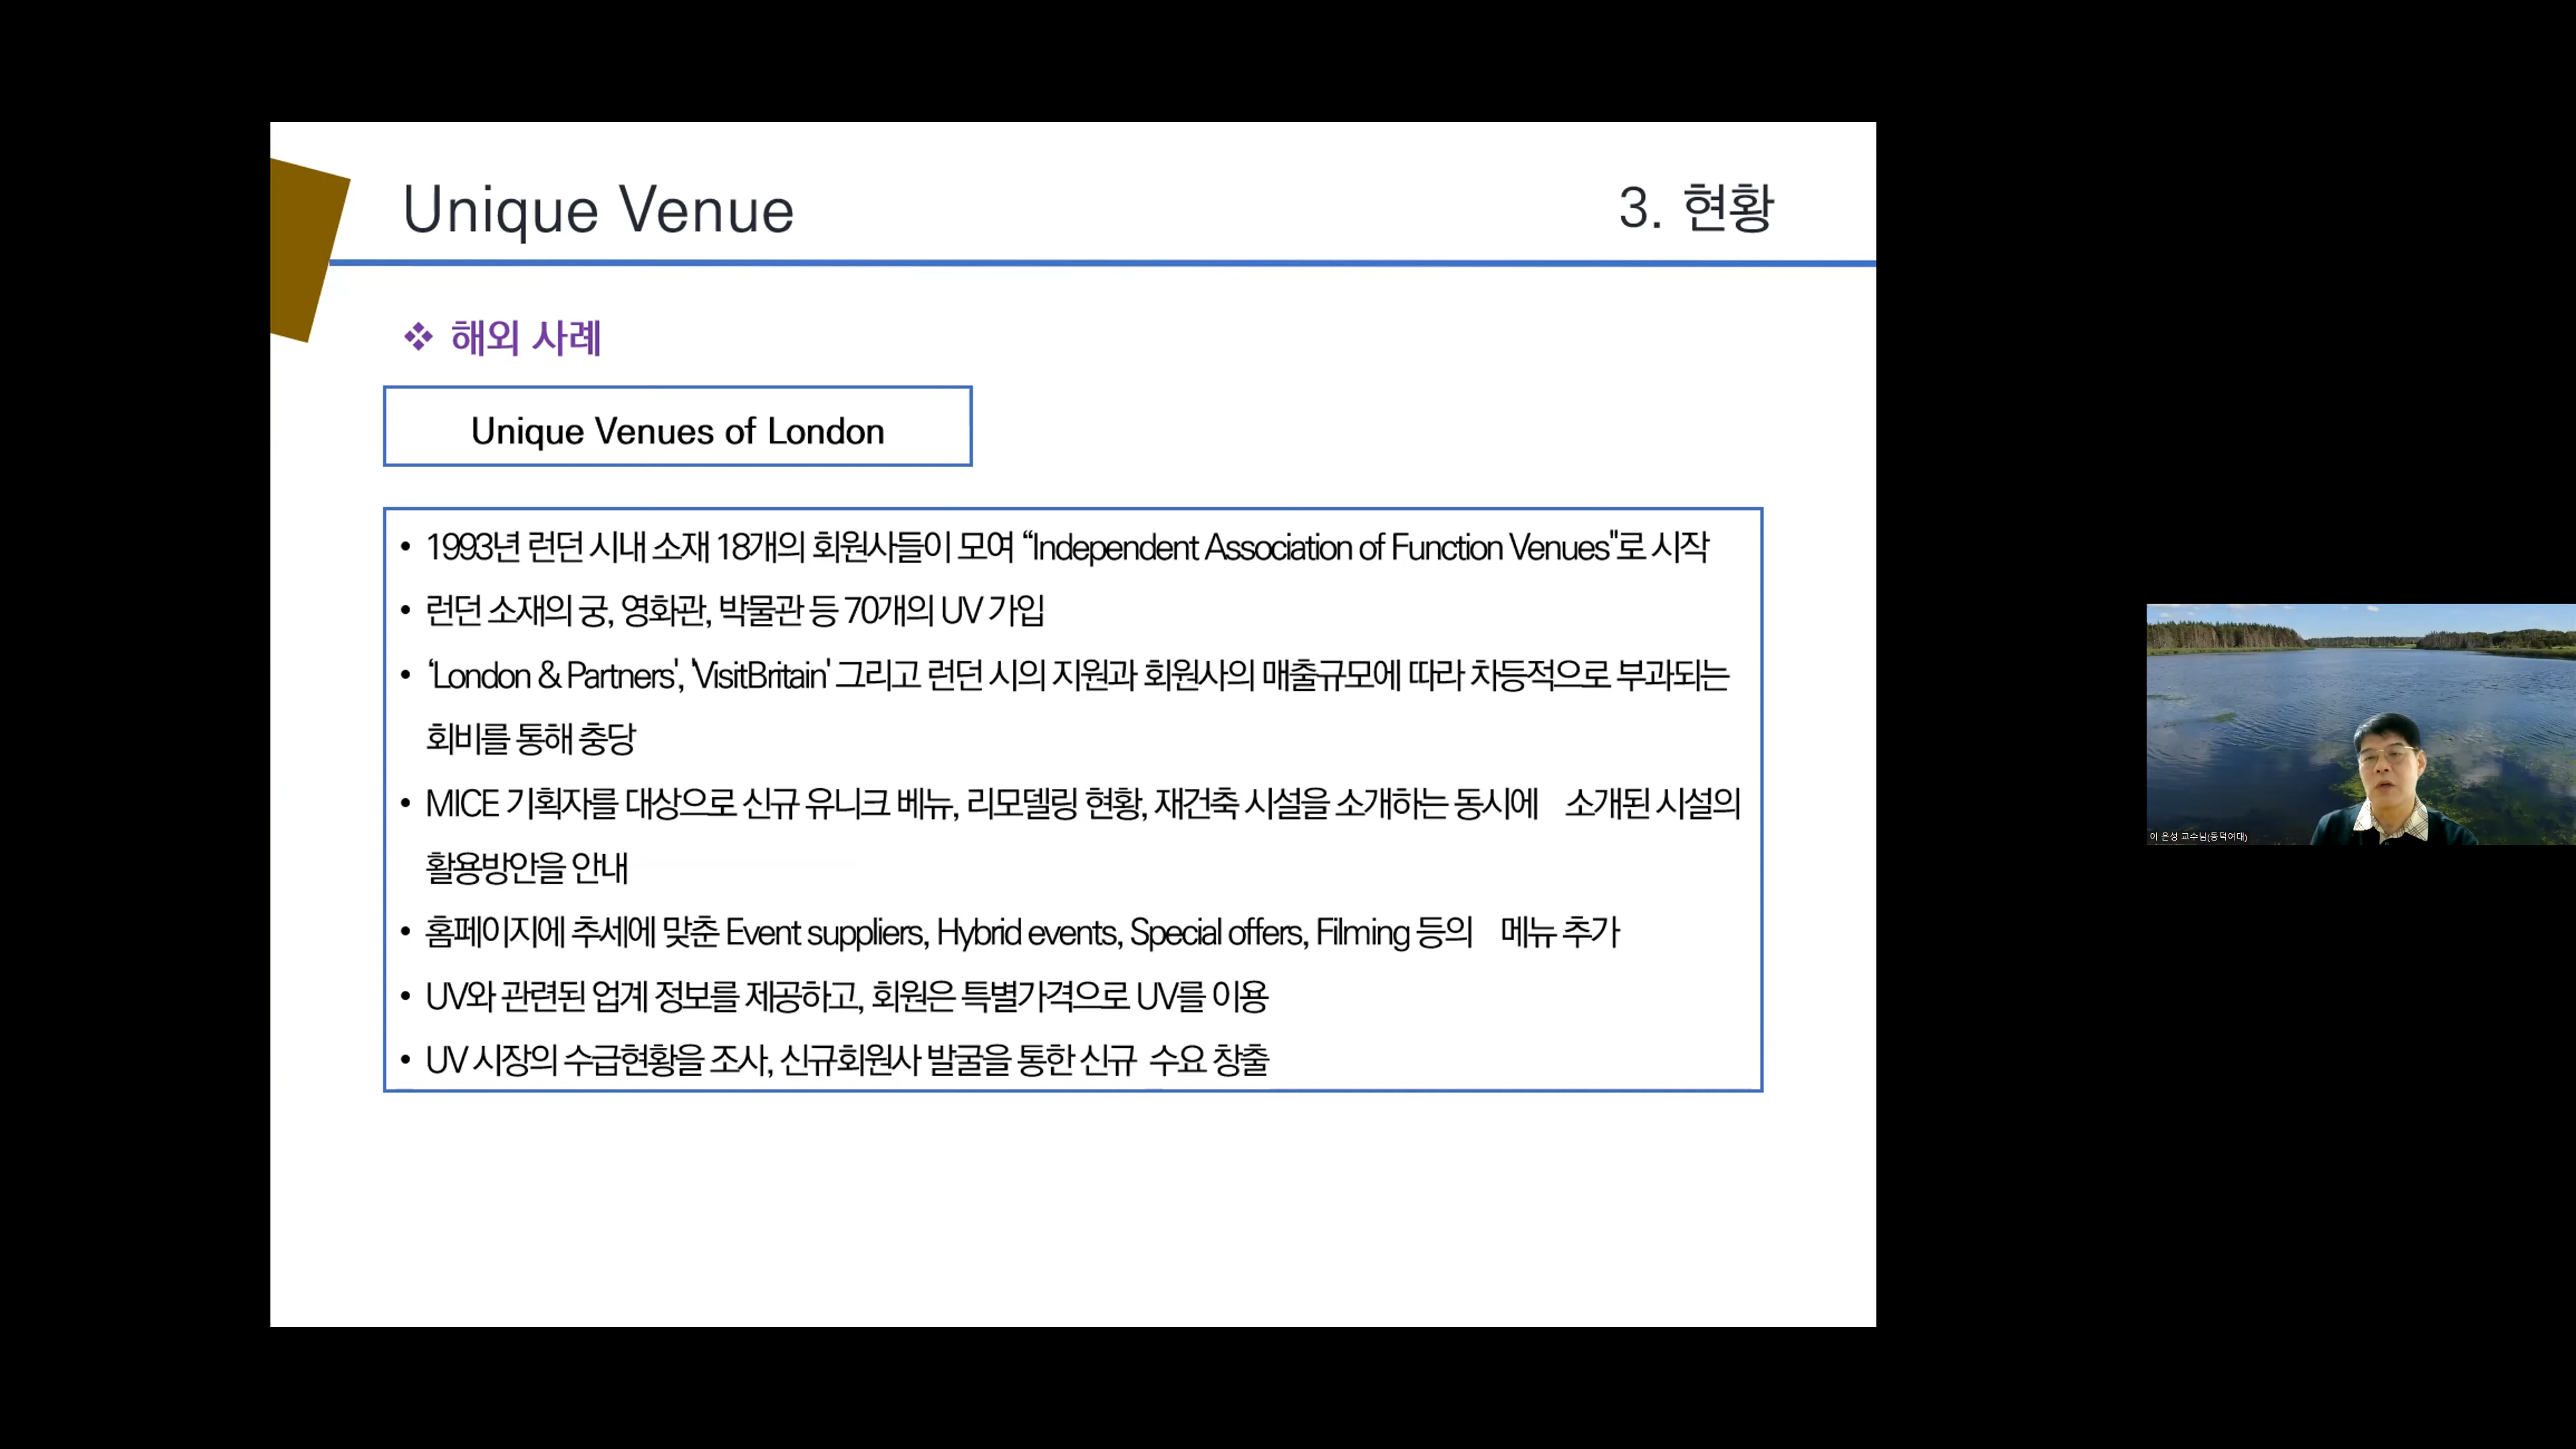 Unique Venue
3. 현황
❖ 해외 사례
Unique Venues of London
• 1993년 런던 시내 소재 18개의 회원사들이 모여 “Independent Association of Function Venues"로 시작
• 런던 소재의 궁, 영화관, 박물관 등 70개의 UV 가입
• ‘London & Partners', 'VisitBritain' 그리고 런던 시의 지원과 회원사의 매출규모에 따라 차등적으로 부과되는
회비를 통해 충당
• MICE 기획자를 대상으로 신규 유니크 베뉴, 리모델링 현황, 재건축 시설을 소개하는 동시에 소개된 시설의
활용방안을 안내
• 홈페이지에 추세에 맞춘 Event suppliers, Hybrid events, Special offers, Filming 등의 메뉴 추가
• UV와 관련된 업계 정보를 제공하고, 회원은 특별가격으로 UV를 이용
• UV 시장의 수급현황을 조사, 신규회원사 발굴을 통한 신규 수요 창출
이 은성 교수님(동덕여대)